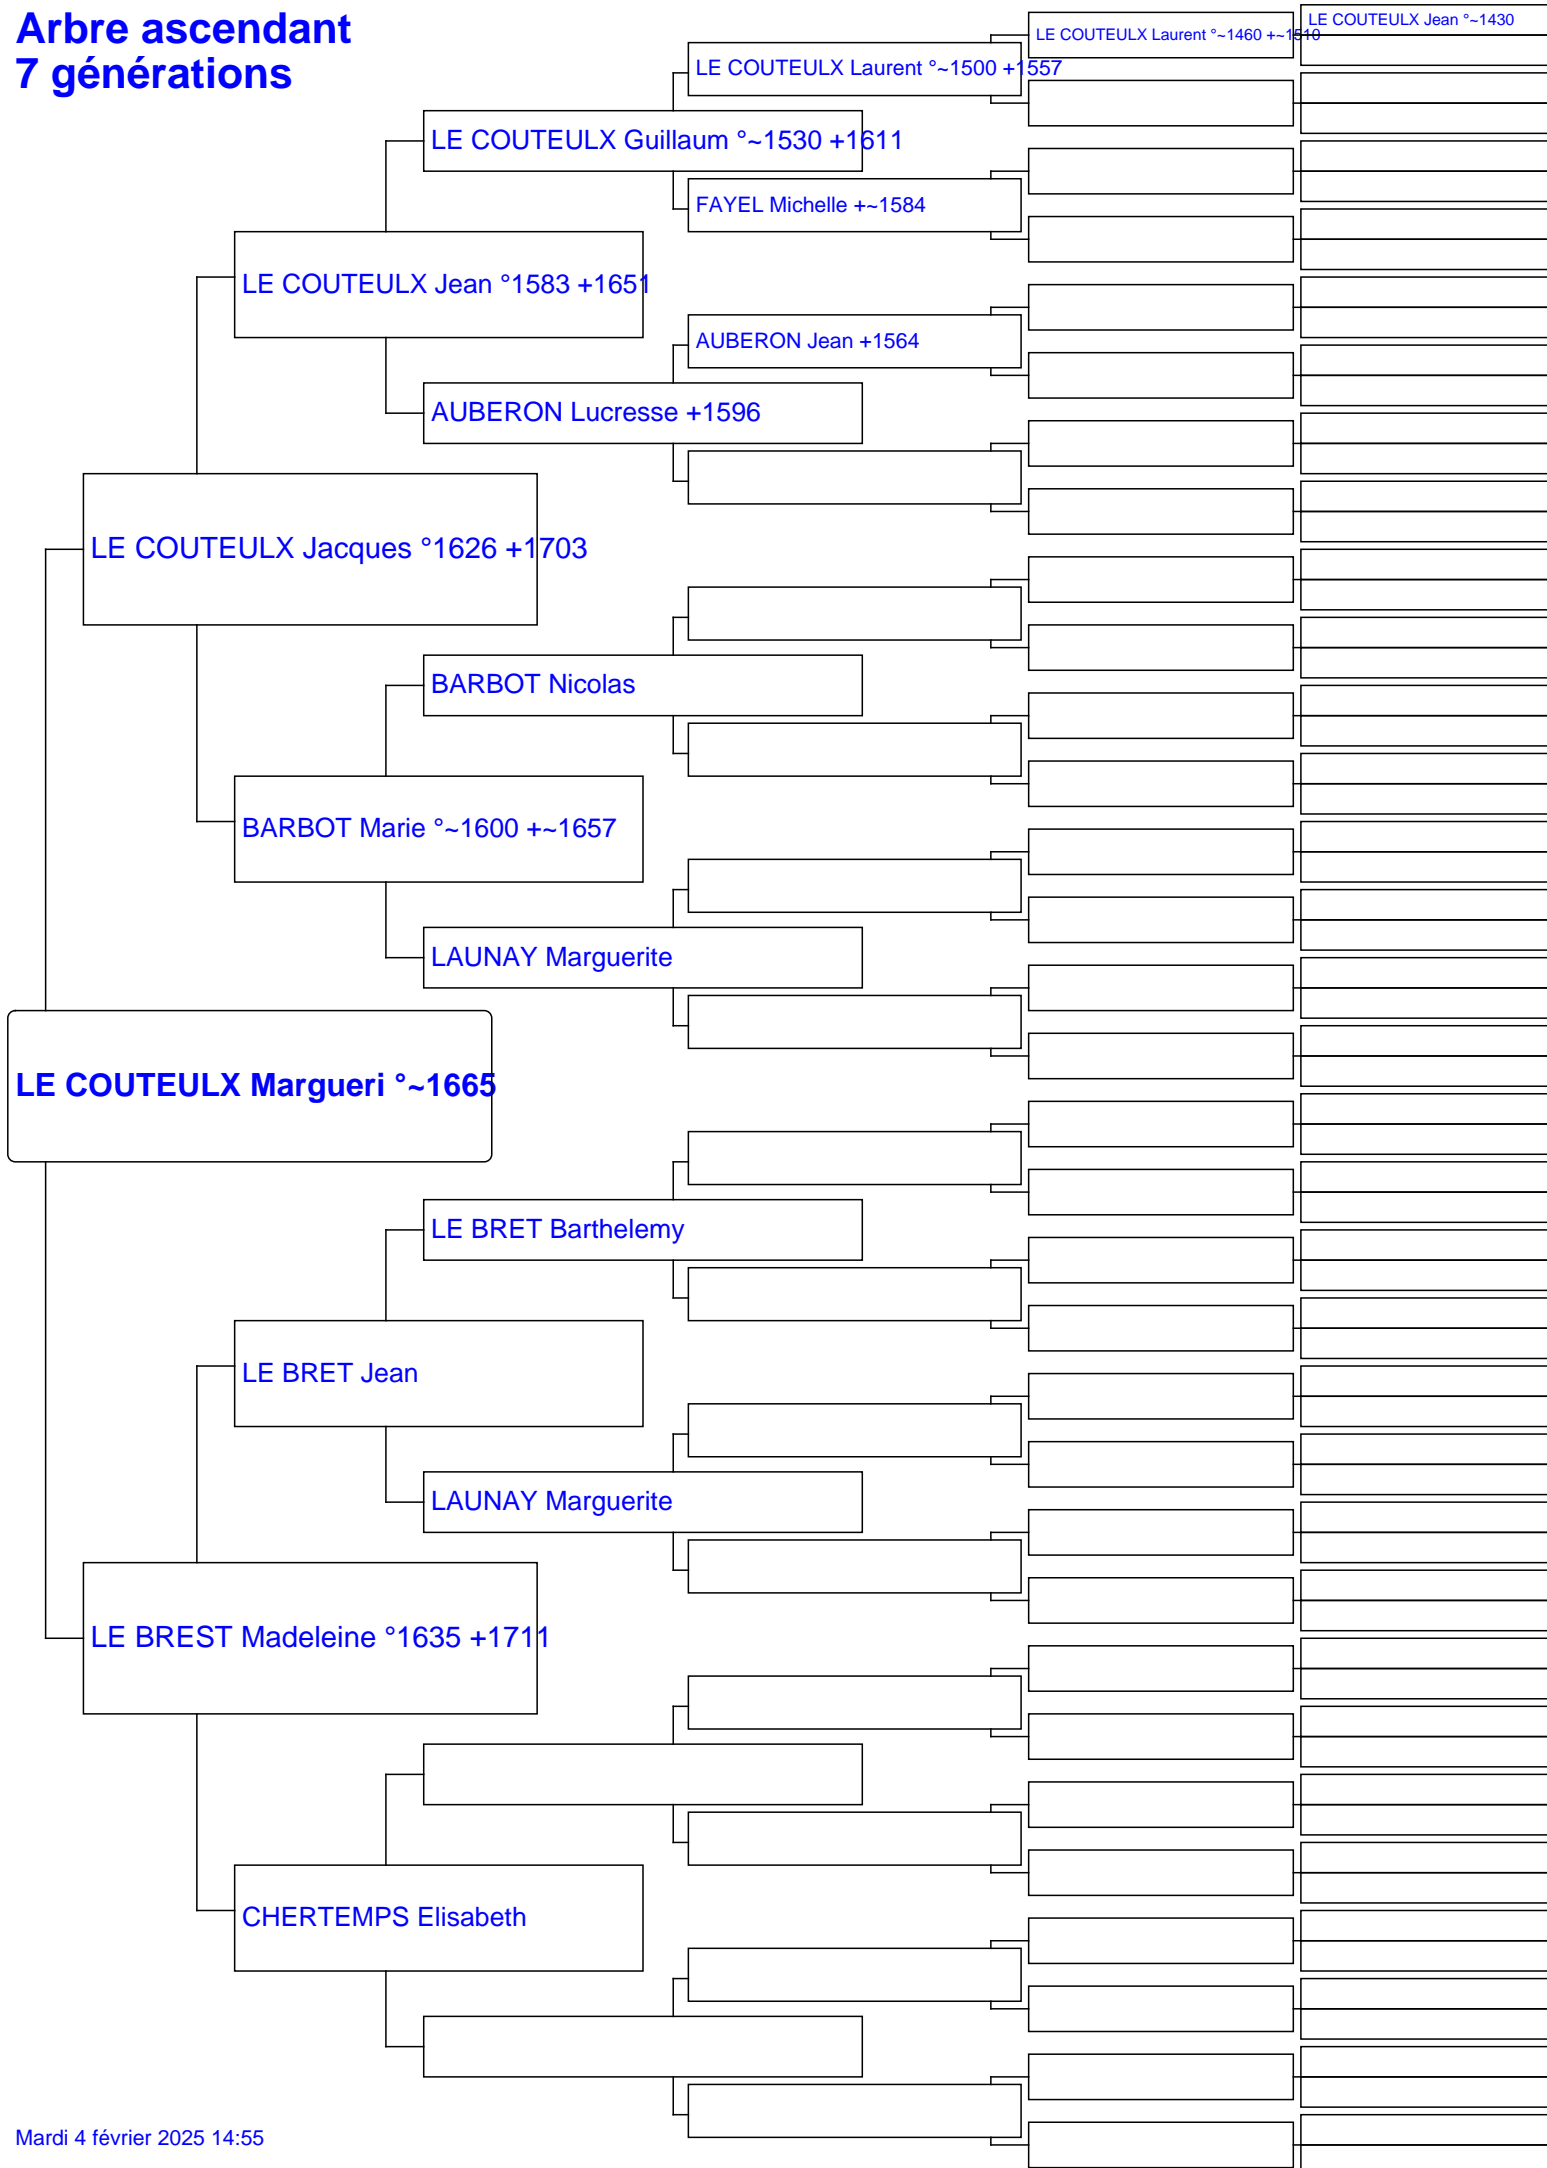 Arbre ascendant
7 générations
LE COUTEULX Jean °~1430
LE COUTEULX Laurent °~1460 +~1510
LE COUTEULX Laurent °~1500 +1557
LE COUTEULX Guillaum °~1530 +1611
FAYEL Michelle +~1584
LE COUTEULX Jean °1583 +1651
AUBERON Jean +1564
AUBERON Lucresse +1596
LE COUTEULX Jacques °1626 +1703
BARBOT Nicolas
BARBOT Marie °~1600 +~1657
LAUNAY Marguerite
LE COUTEULX Margueri °~1665
LE BRET Barthelemy
LE BRET Jean
LAUNAY Marguerite
LE BREST Madeleine °1635 +1711
CHERTEMPS Elisabeth
Mardi 4 février 2025 14:55